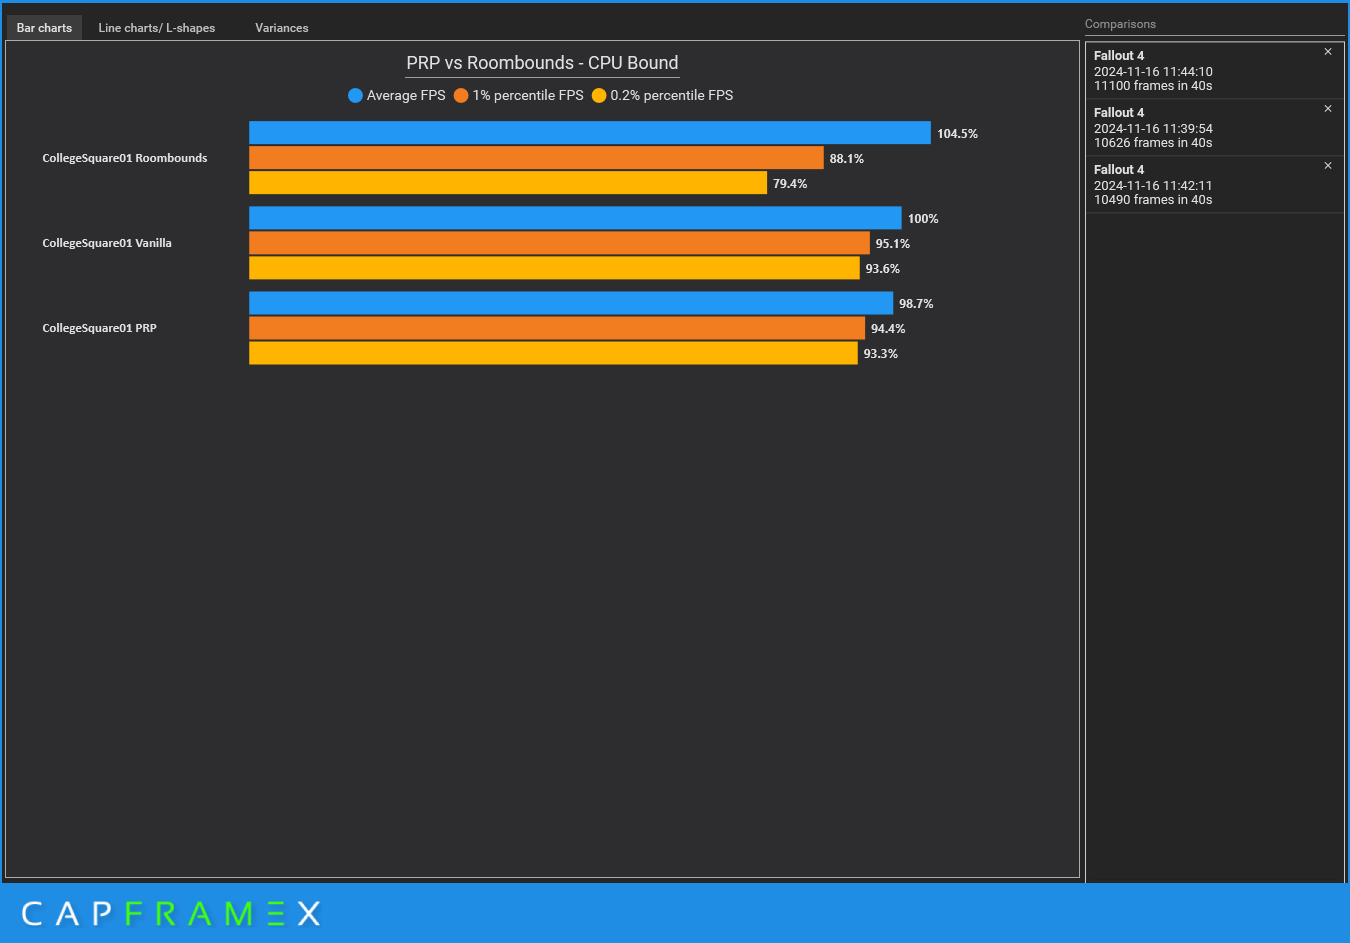 Bar charts Line charts/ L-shapes Variances
Comparisons
PRP vs Roombounds - CPU Bound
Average FPS 1% percentile FPS 0.2% percentile FPS
104.5%
CollegeSquare01 Roombounds 88.1%
79.4%
100%
CollegeSquare01 Vanilla 95.1%
93.6%
98.7%
CollegeSquare01 PRP 94.4%
93.3%
Fallout 4
2024-11-16 11:44:10
11100 frames in 40s
Fallout 4
2024-11-16 11:39:54
10626 frames in 40s
Fallout 4
2024-11-16 11:42:11
10490 frames in 40s
CAPFRAMEX